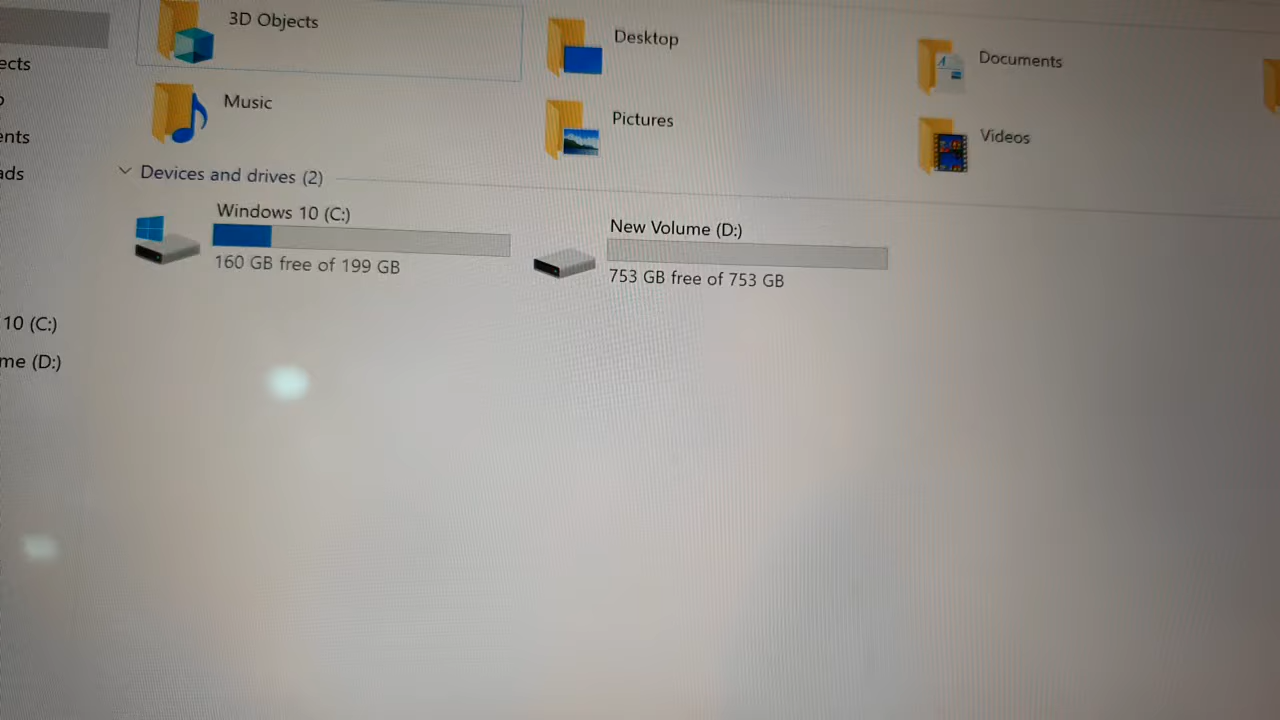 3D Objects
Desktop
Documents
Music
Pictures
Videos
Devices and drives (2)
Windows 10 (C:)
160 GB free of 199 GB
New Volume (D:)
753 GB free of 753 GB
ects
ents
ads
10 (C:)
me (D:)